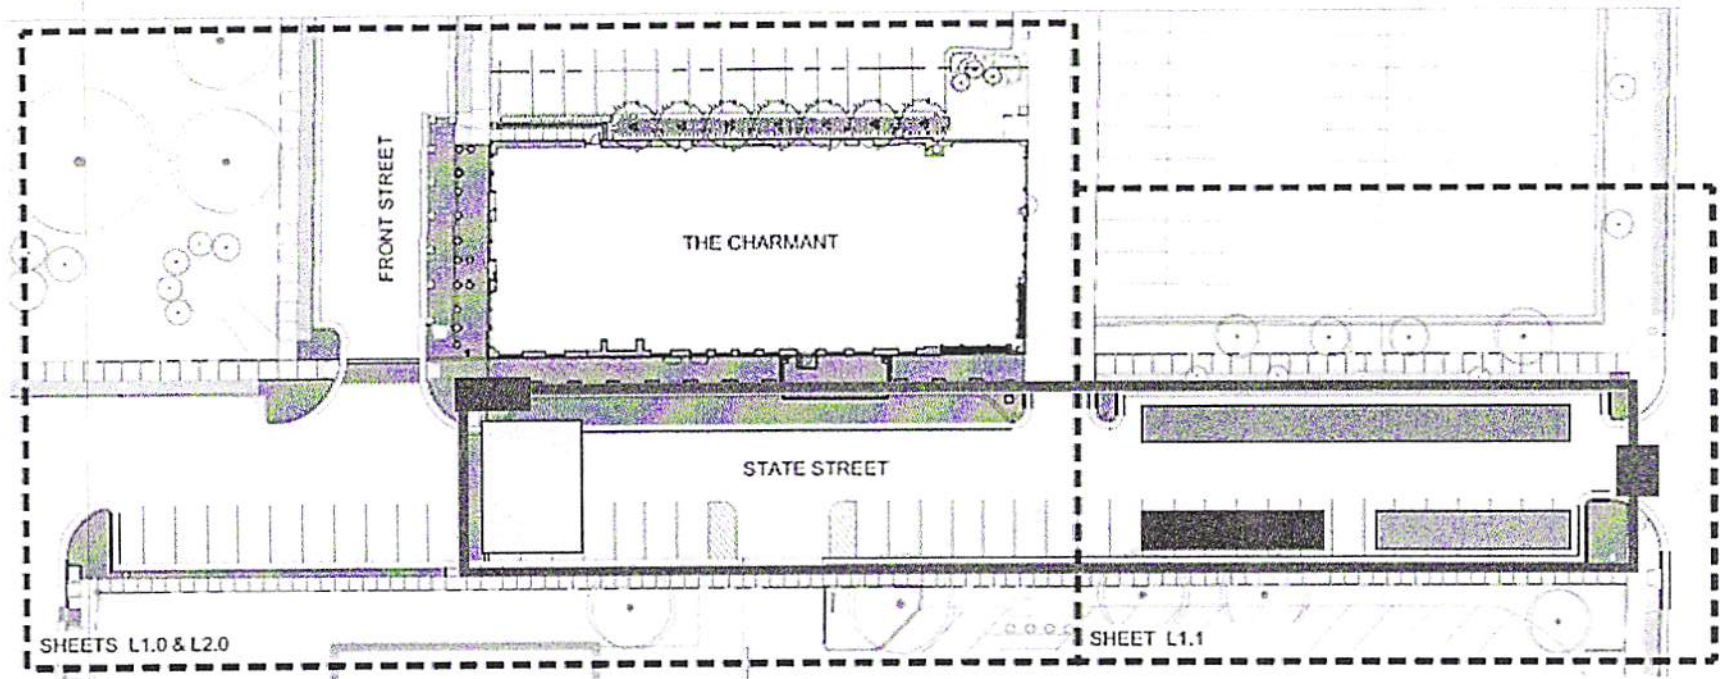 FRONT STREET
THE CHARMANT
STATE STREET
SHEETS L1.0 & L2.0
SHEET L1.1